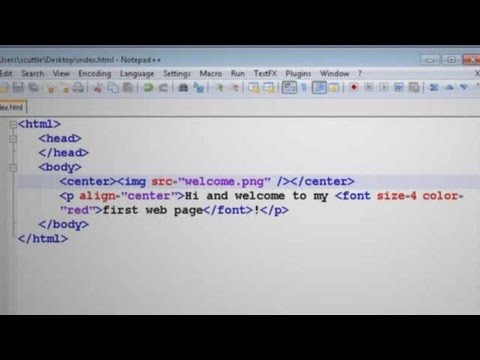 Users\scuttle\Desktop\index.html - Notepad++
Edit Search View Encoding Language Settings Macro Run TextFX Plugins Window ?
dex.html
<html>
<head>
</head>
<body>
<center><img src="welcome.png" /></center>
<p align="center">Hi and welcome to my <font size=4 color=
"red">first web page</font>!</p>
</body>
</html>